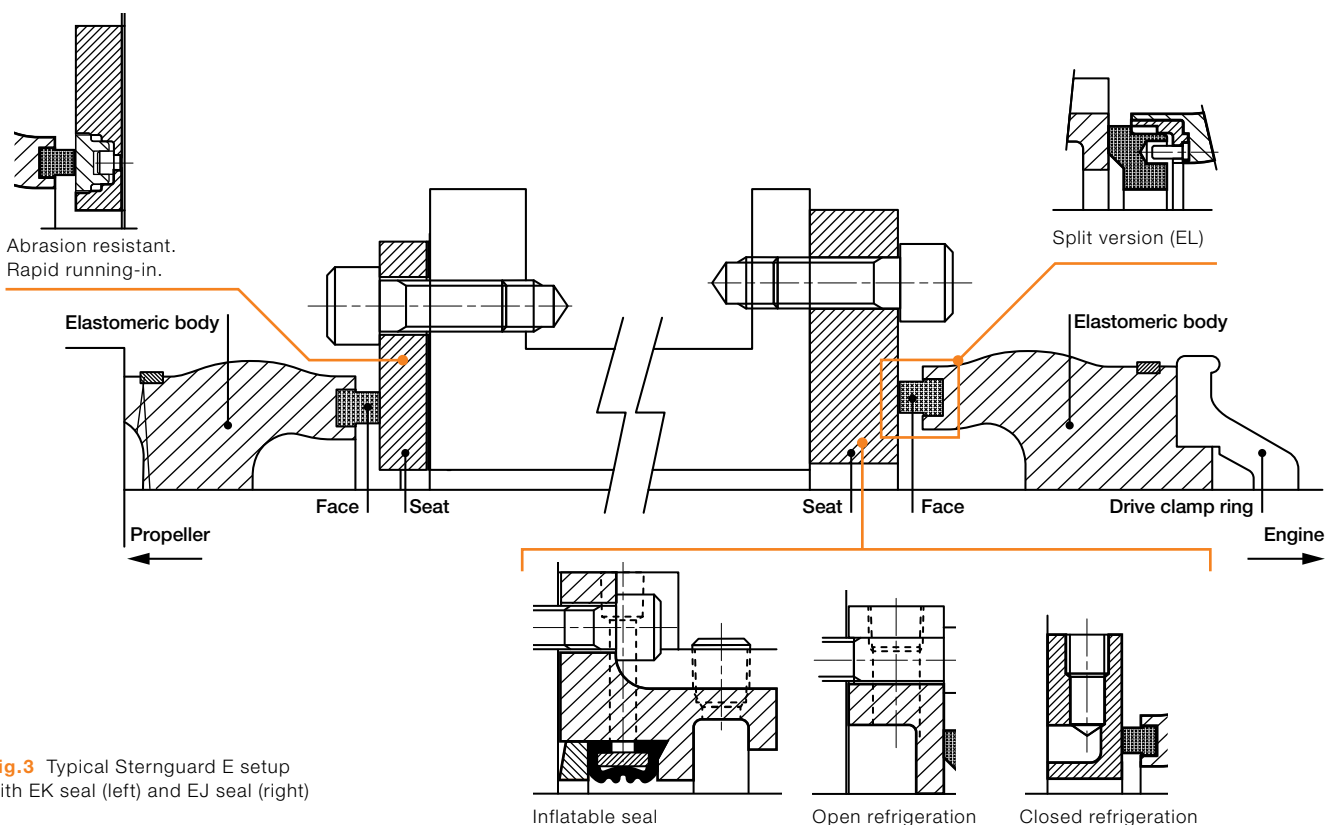 Abrasion resistant.
Rapid running-in.
Split version (EL)
Elastomeric body
Elastomeric body
Face
Seat
Seat
Face
Drive clamp ring
Propeller
Engine
Typical Sternguard E setup
EK seal (left) and EJ seal (right)
Inflatable seal
Open refrigeration
Closed refrigeration